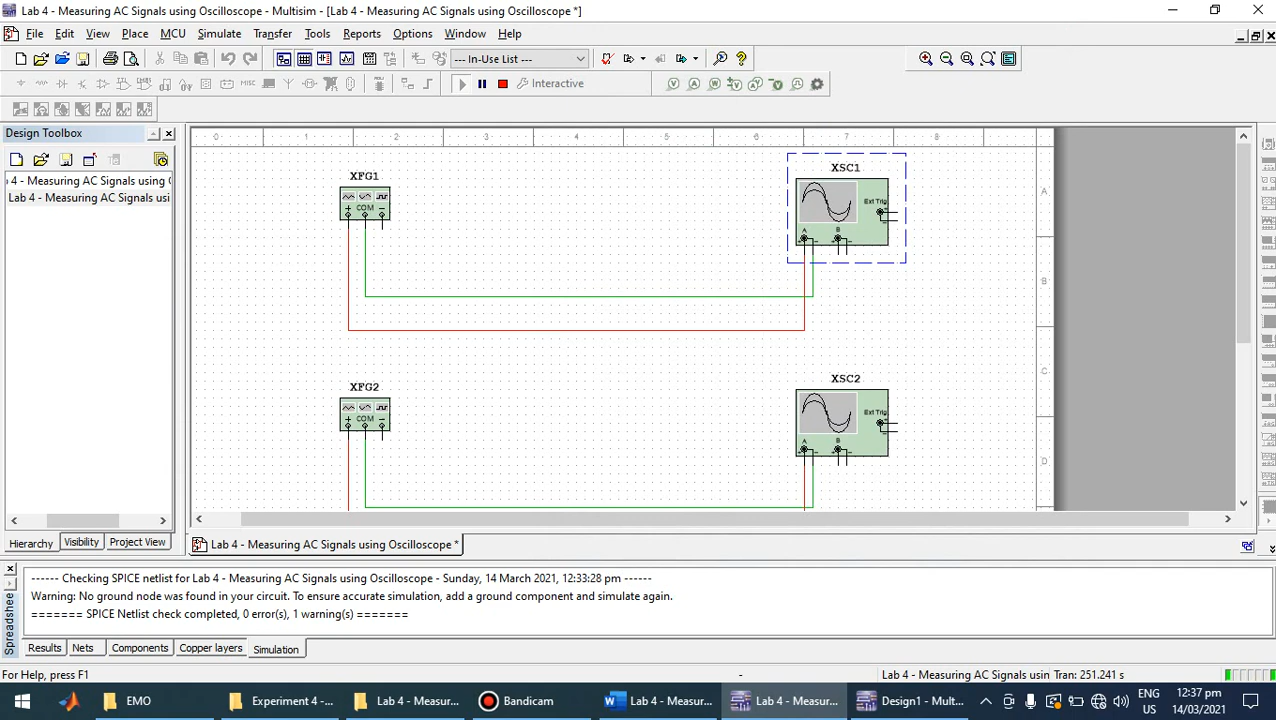 Lab 4 - Measuring AC Signals using Oscilloscope - Multisim - [Lab 4 - Measuring AC Signals using Oscilloscope *]
File Edit View Place MCU Simulate Transfer Tools Reports Options Window Help
--- In-Use List ---
Interactive
Design Toolbox
4 - Measuring AC Signals using
Lab 4 - Measuring AC Signals usi
0 1 2 3 4 5 6 7 8
A
B
C
D
XFG1
COM
XSC1
Ext Trig
A B
XFG2
COM
XSC2
Ext Trig
A B
Hierarchy Visibility Project View
Lab 4 - Measuring AC Signals using Oscilloscope *
Spreadsheet
------ Checking SPICE netlist for Lab 4 - Measuring AC Signals using Oscilloscope - Sunday, 14 March 2021, 12:33:28 pm ------
Warning: No ground node was found in your circuit. To ensure accurate simulation, add a ground component and simulate again.
======= SPICE Netlist check completed, 0 error(s), 1 warning(s) =======
Results Nets Components Copper layers Simulation
For Help, press F1
-
Lab 4 - Measuring AC Signals usin Tran: 251.241 s
EMO
Experiment 4 -...
Lab 4 - Measur...
Bandicam
Lab 4 - Measur...
Lab 4 - Measur...
Design1 - Mult...
ENG
US
12:37 pm
14/03/2021